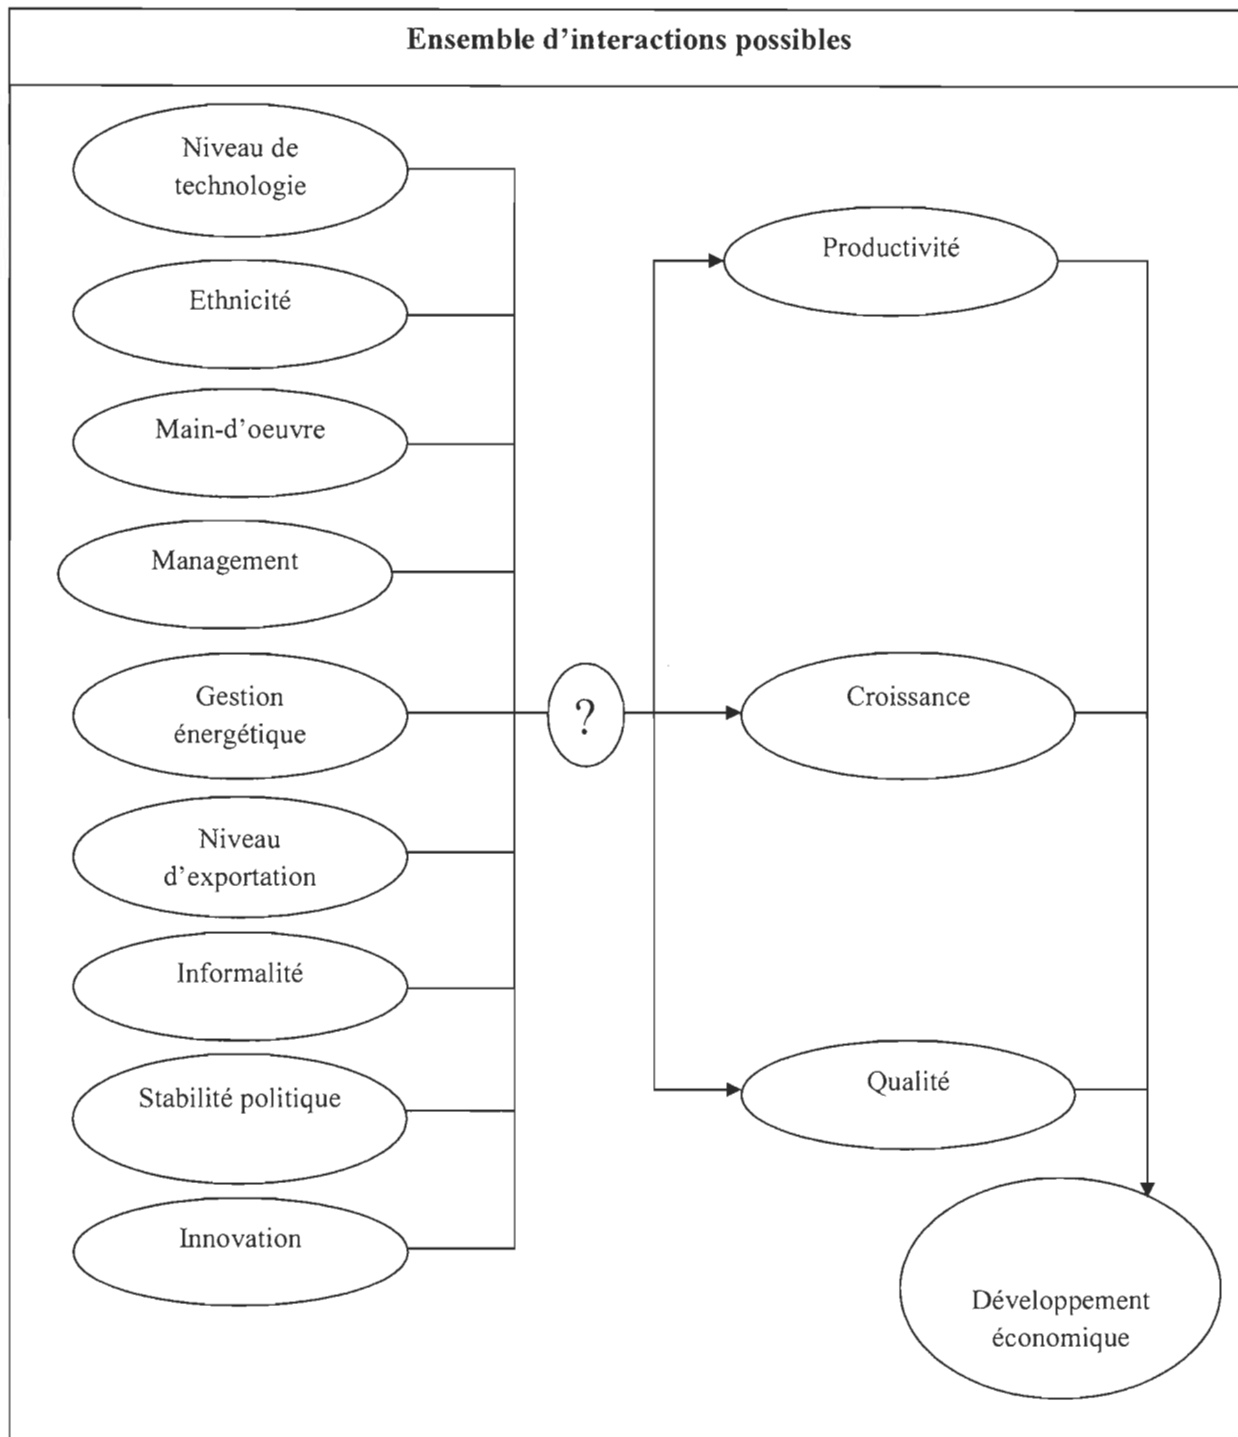 Ensemble d'interactions possibles
Niveau de
technologie
Ethnicité
Main-d'oeuvre
Management
Gestion
énergétique
Niveau
d'exportation
Informalité
Stabilité politique
Innovation
?
Productivité
Croissance
Qualité
Développement
économique